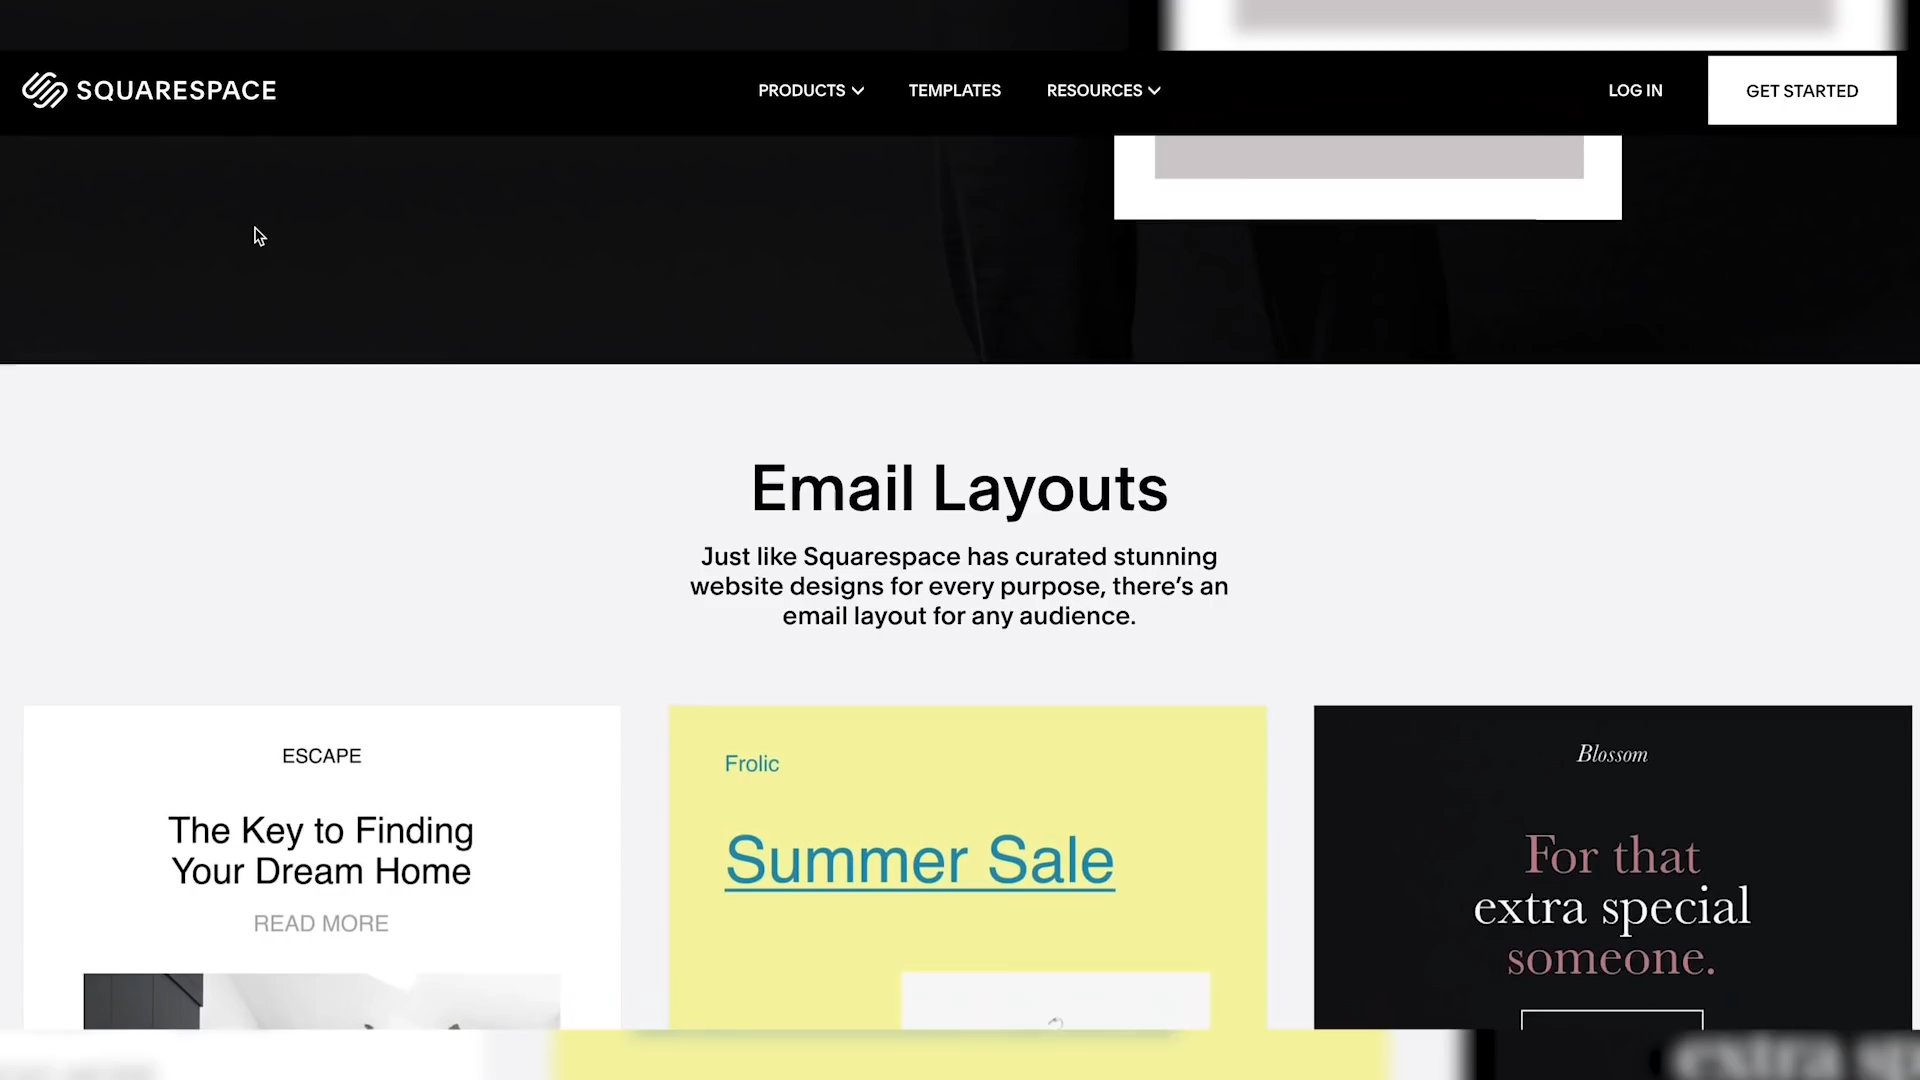 SQUARESPACE
PRODUCTS
TEMPLATES
RESOURCES
LOG IN
GET STARTED
Email Layouts
Just like Squarespace has curated stunning
website designs for every purpose, there’s an
email layout for any audience.
ESCAPE
The Key to Finding
Your Dream Home
READ MORE
Frolic
Summer Sale
Blossom
For that
extra special
someone.